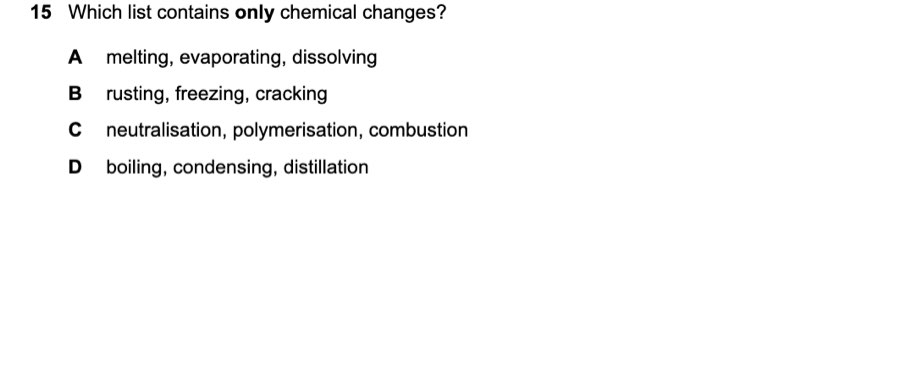 15 Which list contains only chemical changes?
A melting, evaporating, dissolving
B rusting, freezing, cracking
C neutralisation, polymerisation, combustion
D boiling, condensing, distillation